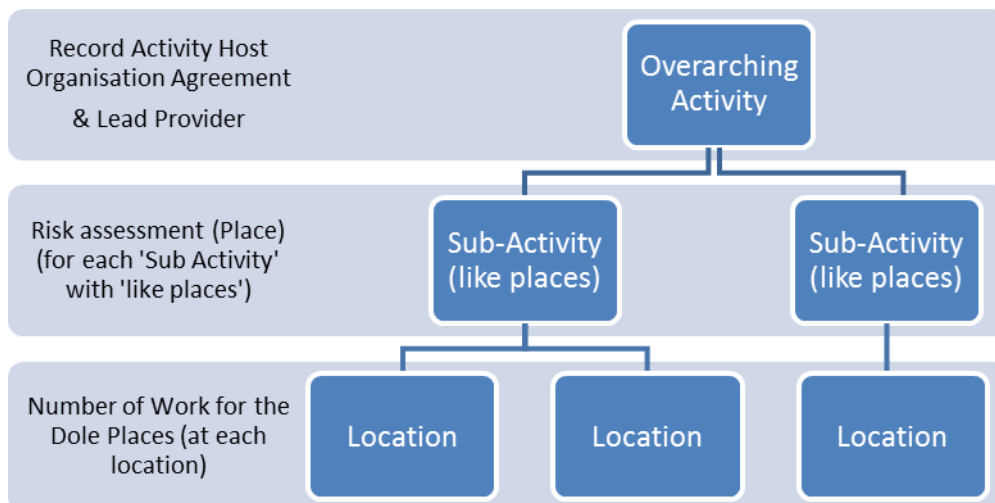 Record Activity Host
Organisation Agreement
& Lead Provider
Overarching
Activity
Risk assessment (Place)
(for each 'Sub Activity'
with 'like places')
Sub-Activity
(like places)
Sub-Activity
(like places)
Number of Work for the
Dole Places (at each
location)
Location
Location
Location